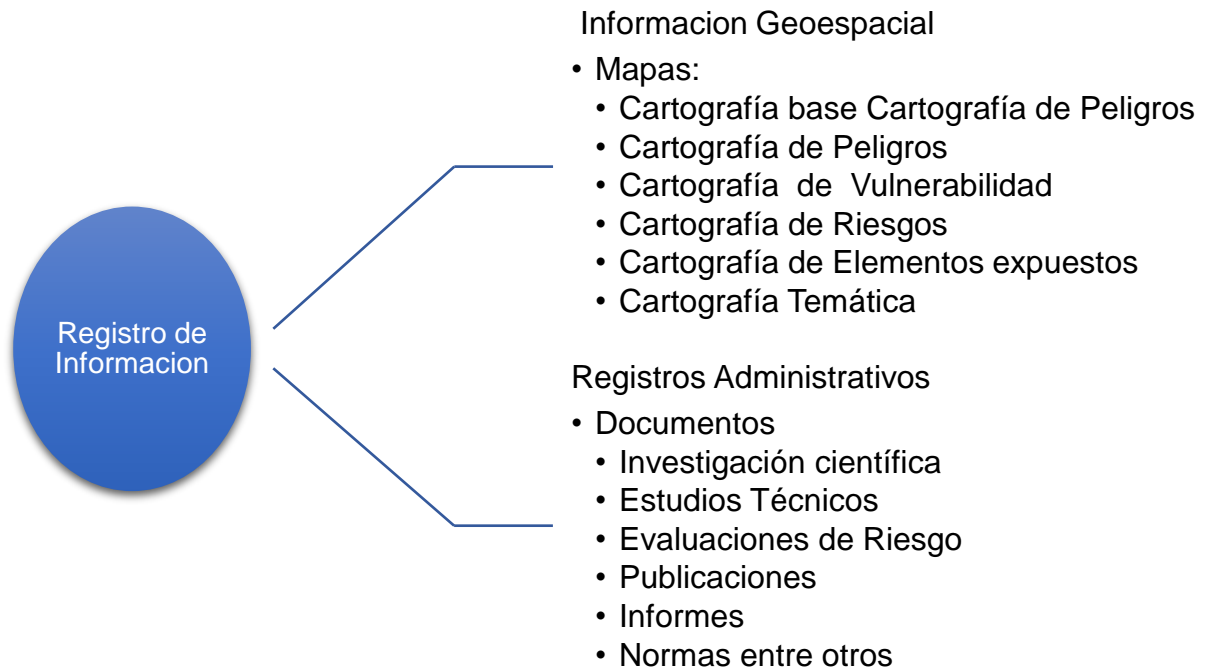 Informacion Geoespacial
• Mapas:
• Cartografía base Cartografía de Peligros
• Cartografía de Peligros
• Cartografía de Vulnerabilidad
• Cartografía de Riesgos
• Cartografía de Elementos expuestos
• Cartografía Temática
Registro de
Informacion
Registros Administrativos
• Documentos
• Investigación científica
• Estudios Técnicos
• Evaluaciones de Riesgo
• Publicaciones
• Informes
• Normas entre otros